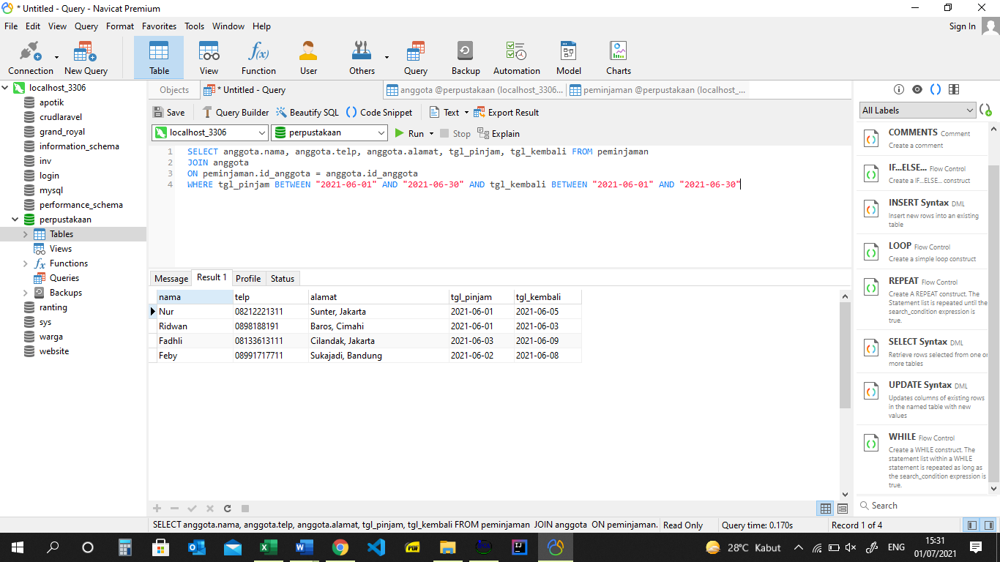 * Untitled - Query - Navicat Premium
File Edit View Query Format Favorites Tools Window Help
Sign In
Connection New Query Table View Function User Others Query Backup Automation Model Charts
localhost_3306
apotik
crudlaravel
grand_royal
information_schema
inv
login
mysql
performance_schema
perpustakaan
Tables
Views
Functions
Queries
Backups
ranting
sys
warga
website
Objects * Untitled - Query anggota @perpustakaan (localhost_3306... peminjaman @perpustakaan (localhost_...
Save Query Builder Beautify SQL Code Snippet Text Export Result
localhost_3306 perpustakaan Run Stop Explain
1 SELECT anggota.nama, anggota.telp, anggota.alamat, tgl_pinjam, tgl_kembali FROM peminjaman
2 JOIN anggota
3 ON peminjaman.id_anggota = anggota.id_anggota
4 WHERE tgl_pinjam BETWEEN "2021-06-01" AND "2021-06-30" AND tgl_kembali BETWEEN "2021-06-01" AND "2021-06-30"
Message Result 1 Profile Status
nama telp alamat tgl_pinjam tgl_kembali
Nur 08212221311 Sunter, Jakarta 2021-06-01 2021-06-05
Ridwan 0898188191 Baros, Cimahi 2021-06-01 2021-06-03
Fadhli 08133613111 Cilandak, Jakarta 2021-06-03 2021-06-09
Feby 08991717711 Sukajadi, Bandung 2021-06-02 2021-06-08
All Labels
COMMENTS Comment
Create a comment
IF...ELSE... Flow Control
Create a IF...ELSE... construct
INSERT Syntax DML
Insert new rows into an existing
table
LOOP Flow Control
Create a simple loop construct
REPEAT Flow Control
Create A REPEAT construct. The
Statement list is repeated until the
search_condition expression is
true.
SELECT Syntax DML
Retrieve rows selected from one or
more tables
UPDATE Syntax DML
Updates columns of existing rows
in the named table with new
values
WHILE Flow Control
Create a WHILE construct. The
statement list within a WHILE
statement is repeated as long as
the search_condition expression is
true.
Search
SELECT anggota.nama, anggota.telp, anggota.alamat, tgl_pinjam, tgl_kembali FROM peminjaman JOIN anggota ON peminjaman. Read Only Query time: 0.170s Record 1 of 4
28°C Kabut ENG 15:31
01/07/2021